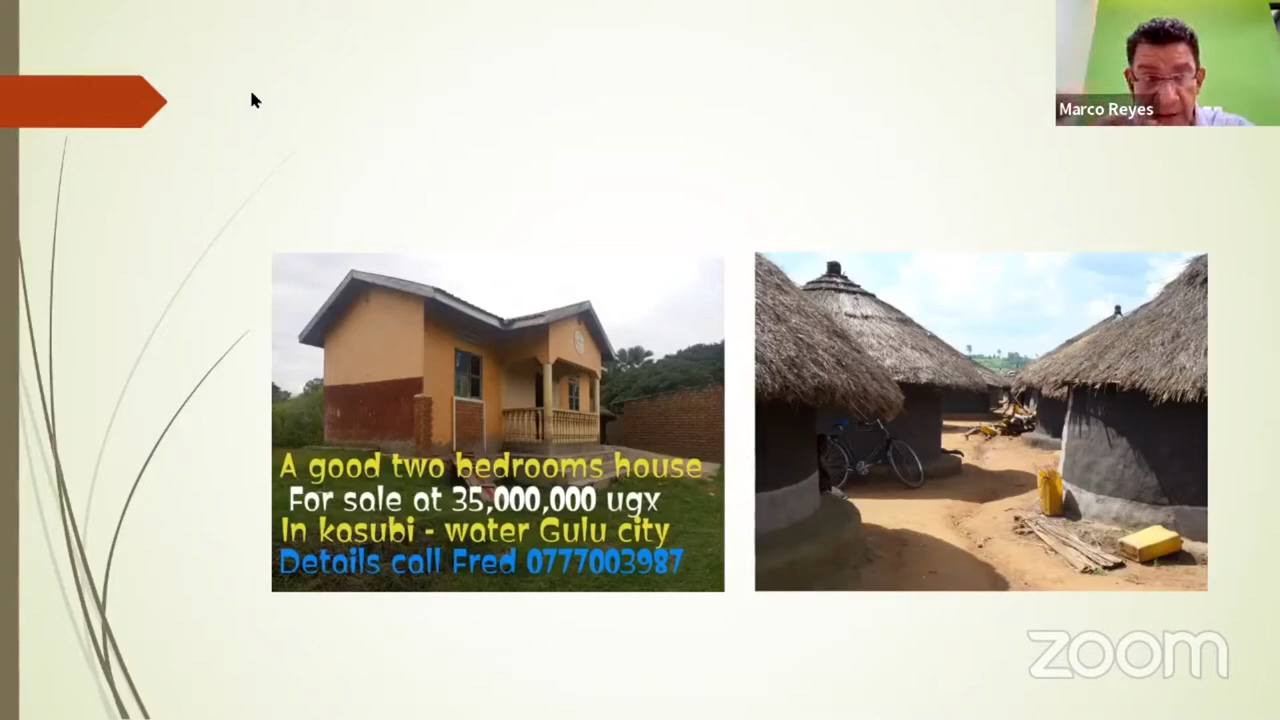 Marco Reyes
A good two bedrooms house
For sale at 35,000,000 ugx
In kasubi - water Gulu city
Details call Fred 0777003987
zoom